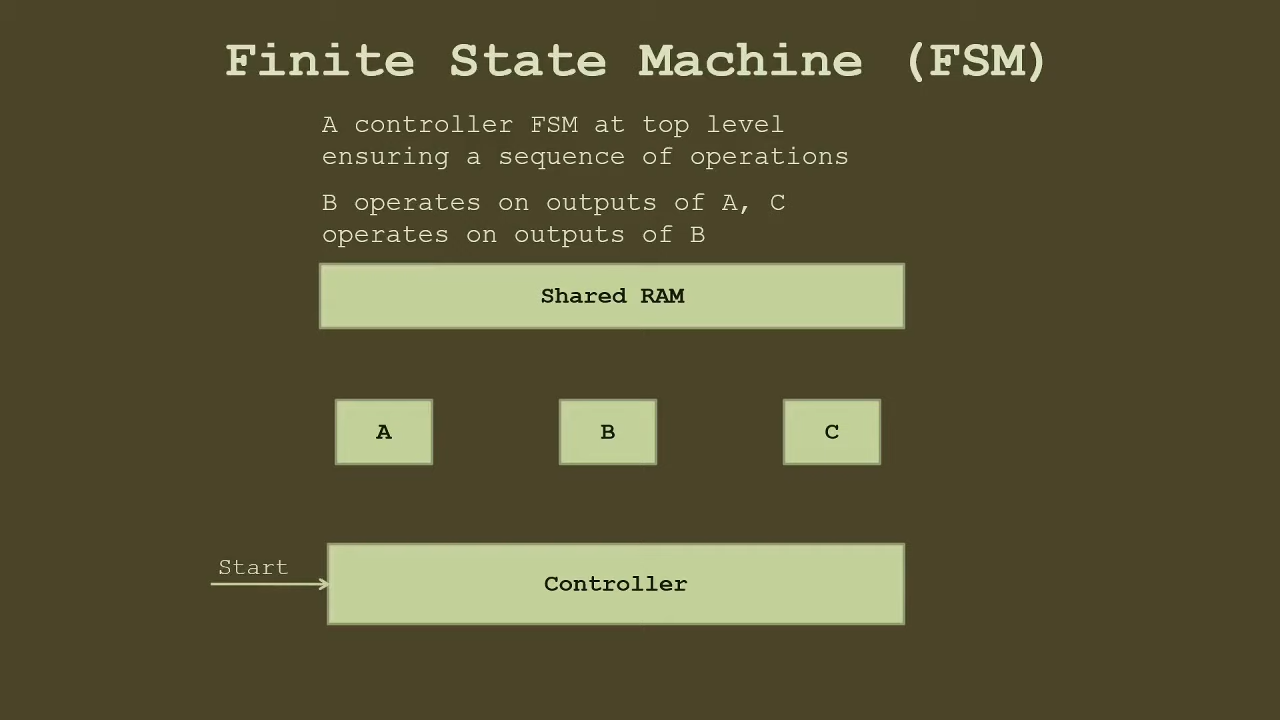 Finite State Machine (FSM)
A controller FSM at top level
ensuring a sequence of operations
B operates on outputs of A, C
operates on outputs of B
Shared RAM
A
B
C
Start
Controller